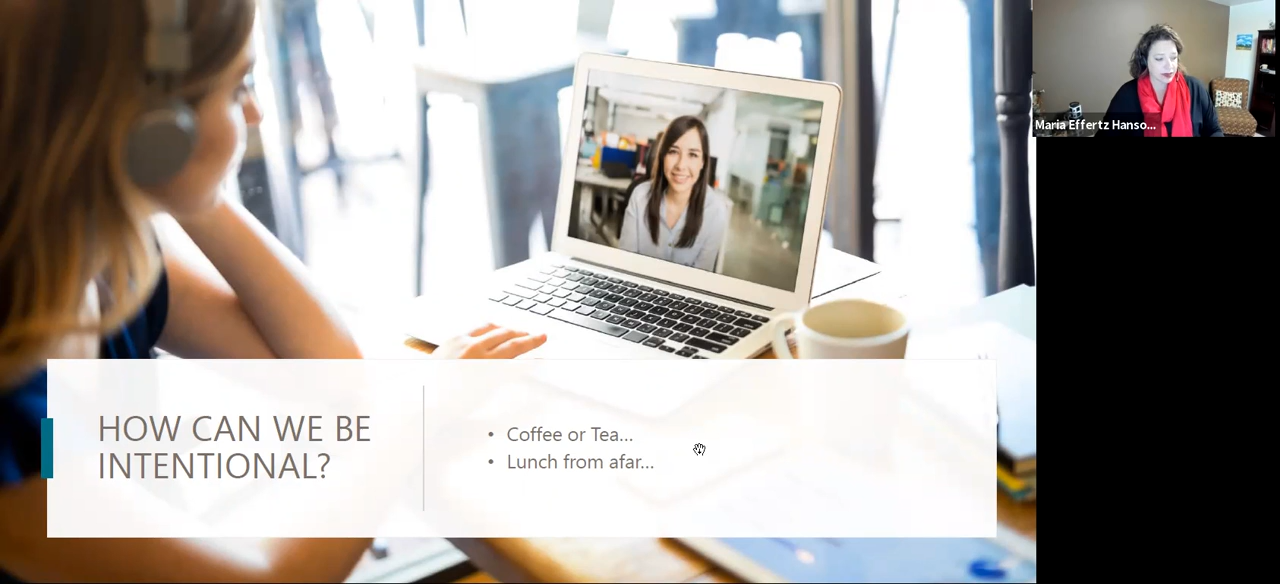 Maria Effertz Hanso...
HOW CAN WE BE
INTENTIONAL?
• Coffee or Tea...
• Lunch from afar...